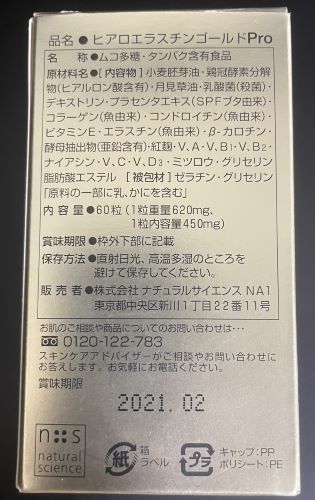 品名 ● ヒアロエラスチンゴールドPro
名称●ムコ多糖・タンパク含有食品
原材料名●[内容物]小麦胚芽油・鶏冠酵素分解
物(ヒアルロン酸含有)・月見草油・乳酸菌(殺菌)・
デキストリン・プラセンタエキス(SPFブタ由来)・
コラーゲン(魚由来)・コンドロイチン(魚由来)・
ビタミンE・エラスチン(魚由来)・β-カロチン・
酵母抽出物(亜鉛含有)・紅麹・V.A・V.B1・V.B2・
ナイアシン・V.C・V.D3・ミツロウ・グリセリン
脂肪酸エステル [被包材]ゼラチン・グリセリン
「原料の一部に乳、かにを含む」
内容量●60粒(1粒重量620mg、
1粒内容量450mg)
賞味期限●枠外下部に記載
保存方法●直射日光、高温多湿のところを
避けて保存してください。
販売者●株式会社 ナチュラルサイエンス NA1
東京都中央区新川1丁目22番11号
お肌のご相談や商品についてのお問い合わせは…
0120-122-783
スキンケアアドバイザーがご相談やお問い合わせに
お答えします。お気軽にお電話ください。
賞味期限
2021.02
n::s
natural
science
紙
箱
ラベル
プラ
キャップ:PP
ポリシート:PE